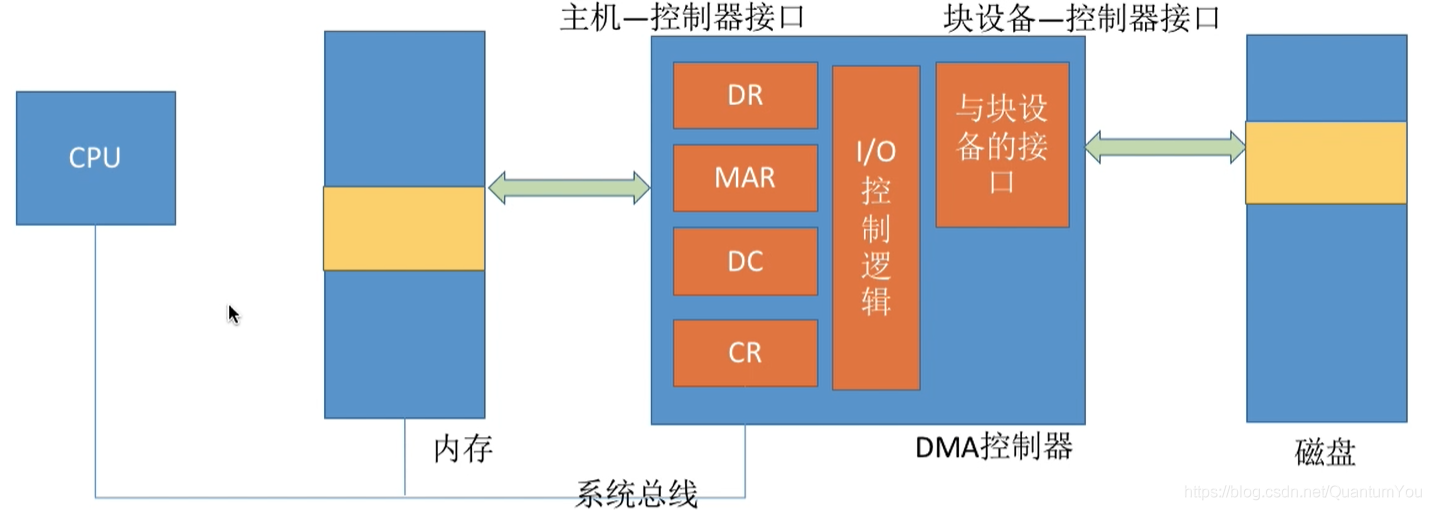 主机—控制器接口
块设备—控制器接口
CPU
DR
MAR
DC
CR
I/O
控
制
逻
辑
与块设
备的接
口
内存
DMA控制器
磁盘
系统总线
https://blog.csdn.net/QuantumYou